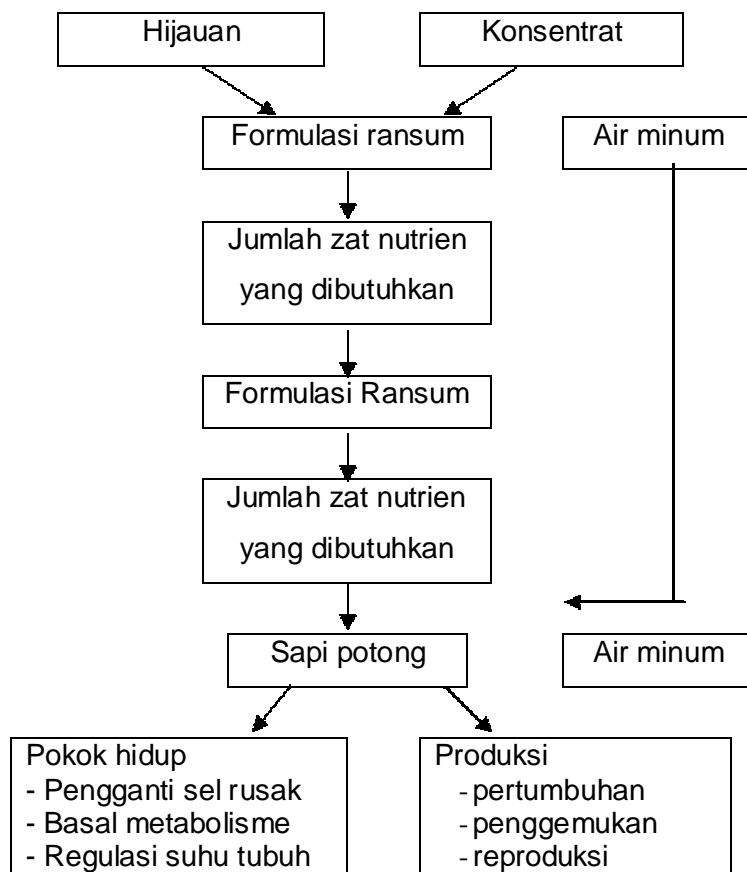 Hijauan
Konsentrat
Formulasi ransum
Air minum
Jumlah zat nutrien
yang dibutuhkan
Formulasi Ransum
Jumlah zat nutrien
yang dibutuhkan
Sapi potong
Air minum
Pokok hidup
- Pengganti sel rusak
- Basal metabolisme
- Regulasi suhu tubuh
Produksi
- pertumbuhan
- penggemukan
- reproduksi